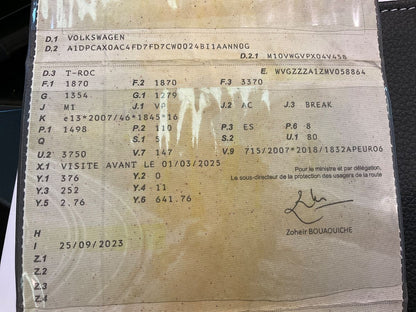 D.1 VOLKSWAGEN
D.2 A1DPCAX0AC4FD7FD7CW0024BI1AANN0G
D.2.1 M10VWGVPX04V458
D.3 T-ROC E. WVGZZZA1ZMV058864
F.1 1870 F.2 1870 F.3 3370
G 1354 G.1 1279
J M1 J.1 VP J.2 AC J.3 BREAK
K e13*2007/46*1845*16
P.1 1498 P.2 110 P.3 ES P.6 8
Q S.1 5 S.2 U.1 80
U.2 3750 V.7 147 V.9 715/2007*2018/1832APEURO6
X.1 VISITE AVANT LE 01/03/2025
Y.1 376 Y.2 0 Pour le ministre et par délégation,
Y.3 252 Y.4 11 Le sous-directeur de la protection des usagers de la route
Y.5 2.76 Y.6 641.76
Zoheir BOUAOUICHE
H
I 25/09/2023
Z.1
Z.2
Z.3
Z.4